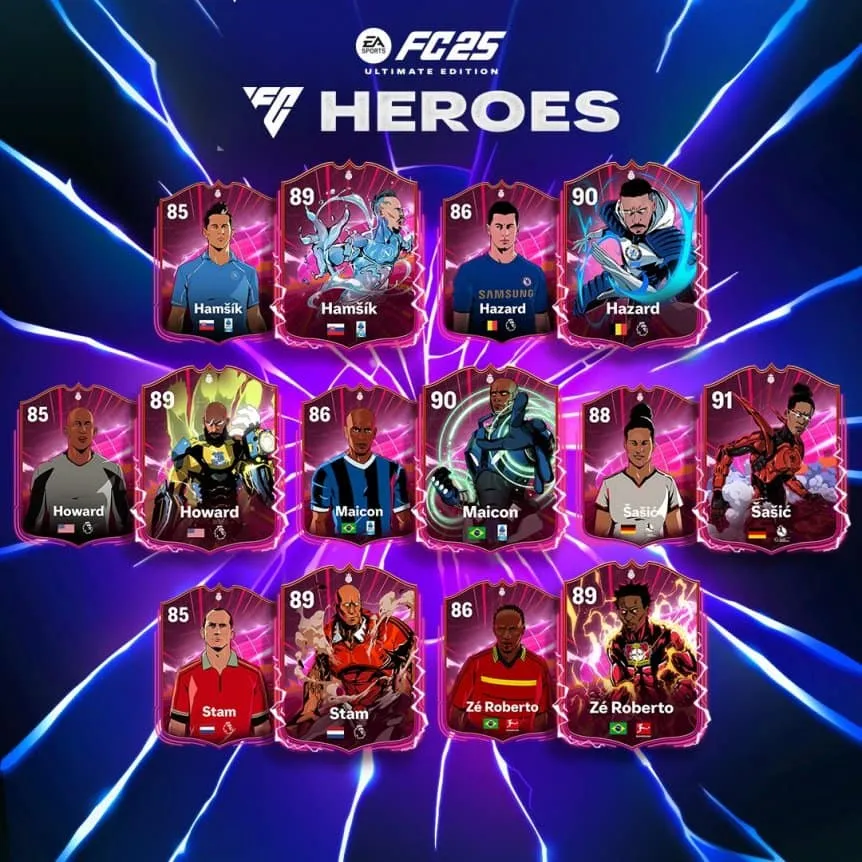 EA
SPORTS
FC25
ULTIMATE EDITION
FC HEROES
85
Hamšík
89
Hamšík
86
SAMSUNG
Hazard
90
Hazard
85
Howard
89
Howard
86
Maicon
90
Maicon
88
Šašić
91
Šašić
85
Stam
89
Stam
86
Zé Roberto
89
Zé Roberto